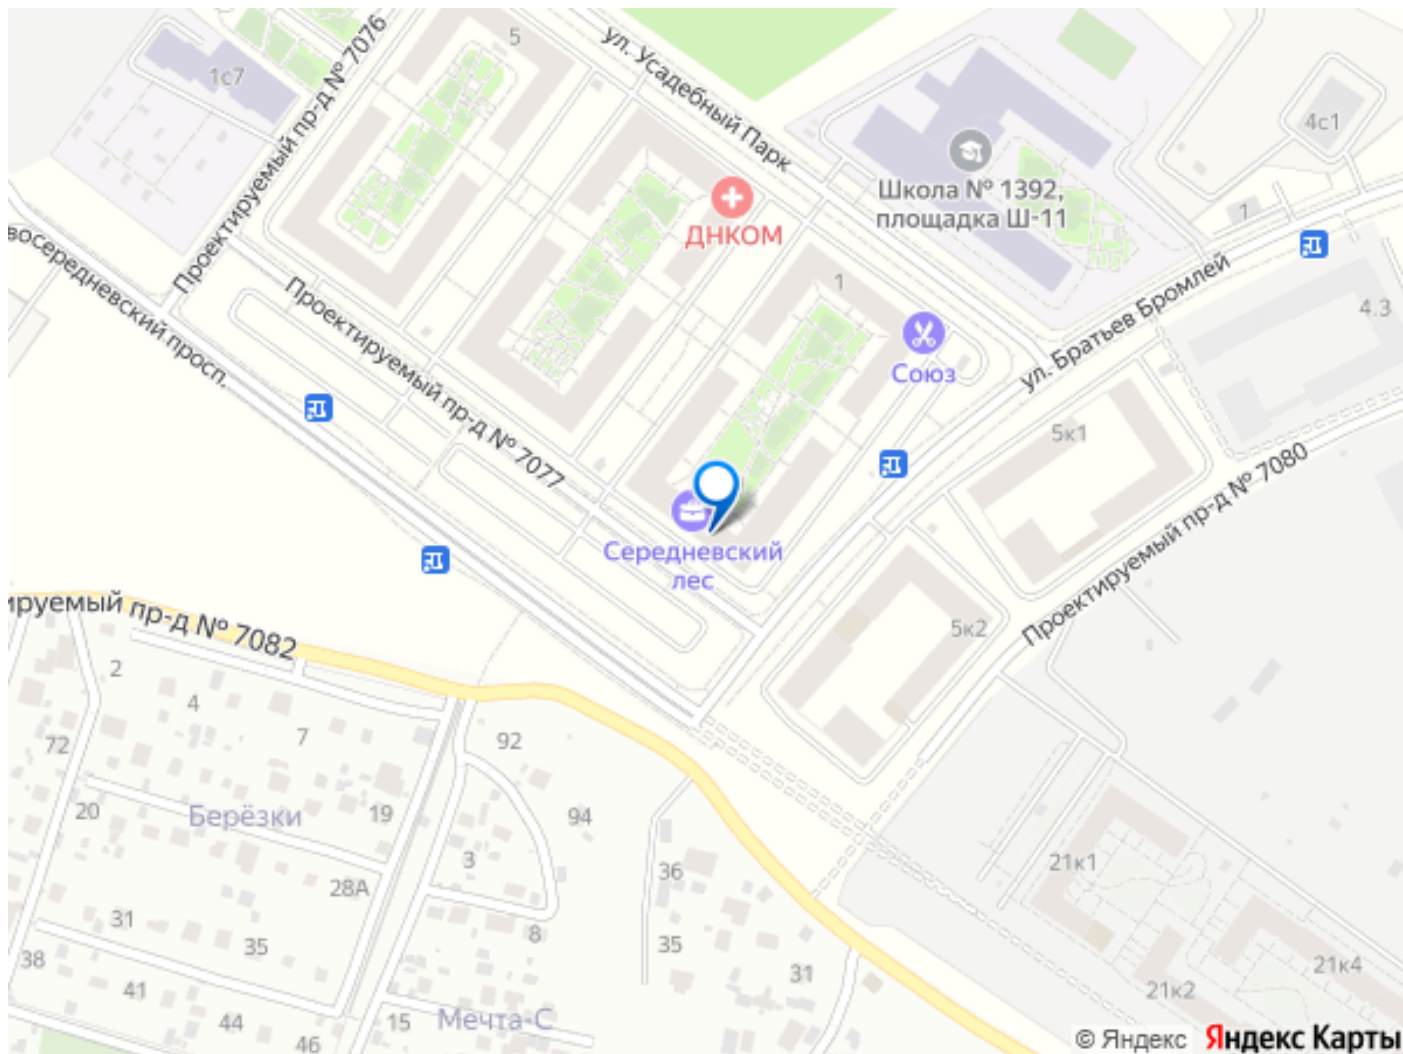 5
ул. Усадебный Парк
1с7
Проектируемый пр-д № 7076
4с1
Школа № 1392,
площадка Ш-11
1
ДНКОМ
восередневский просп.
Проектируемый пр-д № 7077
1
4.3
ул. Братьев Бромлей
Союз
5к1
Проектируемый пр-д № 7080
Середневский
лес
ируемый пр-д № 7082
5к2
2
4
7
72
92
20
Берёзки
19
94
3
36
21к1
28А
31
35
8
35
38
31
21к4
41
21к2
44
15
Мечта-С
46
© Яндекс Яндекс Карты